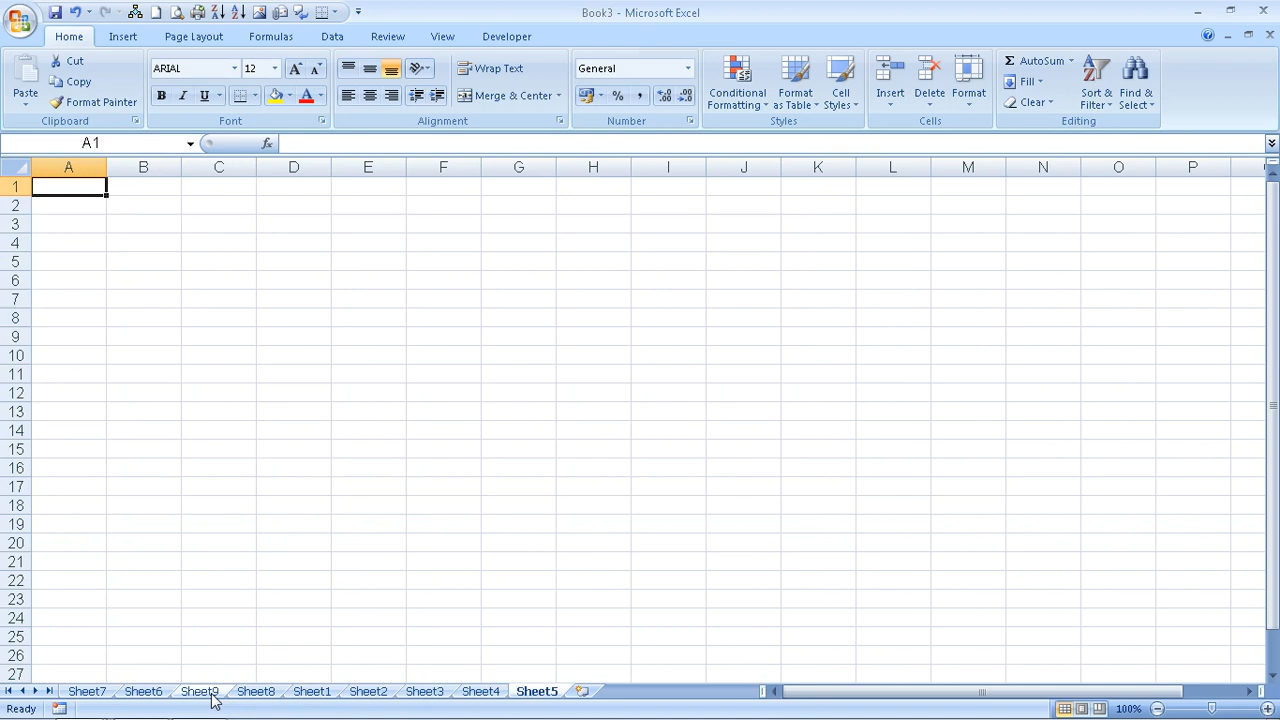 Book3 - Microsoft Excel
Home Insert Page Layout Formulas Data Review View Developer
Paste
Cut
Copy
Format Painter
Clipboard
ARIAL 12
B I U
Font
Wrap Text
Merge & Center
Alignment
General
% ,
Number
Conditional Formatting
Format as Table
Cell Styles
Styles
Insert
Delete
Format
Cells
AutoSum
Fill
Clear
Sort & Filter
Find & Select
Editing
A1 fx
A B C D E F G H I J K L M N O P
1
2
3
4
5
6
7
8
9
10
11
12
13
14
15
16
17
18
19
20
21
22
23
24
25
26
27
Sheet7 Sheet6 Sheet9 Sheet8 Sheet1 Sheet2 Sheet3 Sheet4 Sheet5
Ready 100%